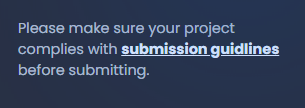 Please make sure your project
complies with submission guidlines
before submitting.